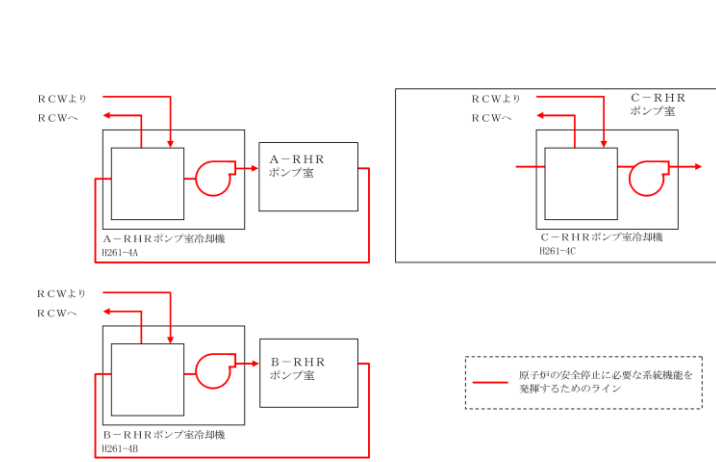 RCWより
RCWへ
A－RHR
ポンプ室
A－RHRポンプ室冷却機
H261-4A
RCWより
RCWへ
C－RHR
ポンプ室
C－RHRポンプ室冷却機
H261-4C
RCWより
RCWへ
B－RHR
ポンプ室
B－RHRポンプ室冷却機
H261-4B
原子炉の安全停止に必要な系統機能を
発揮するためのライン